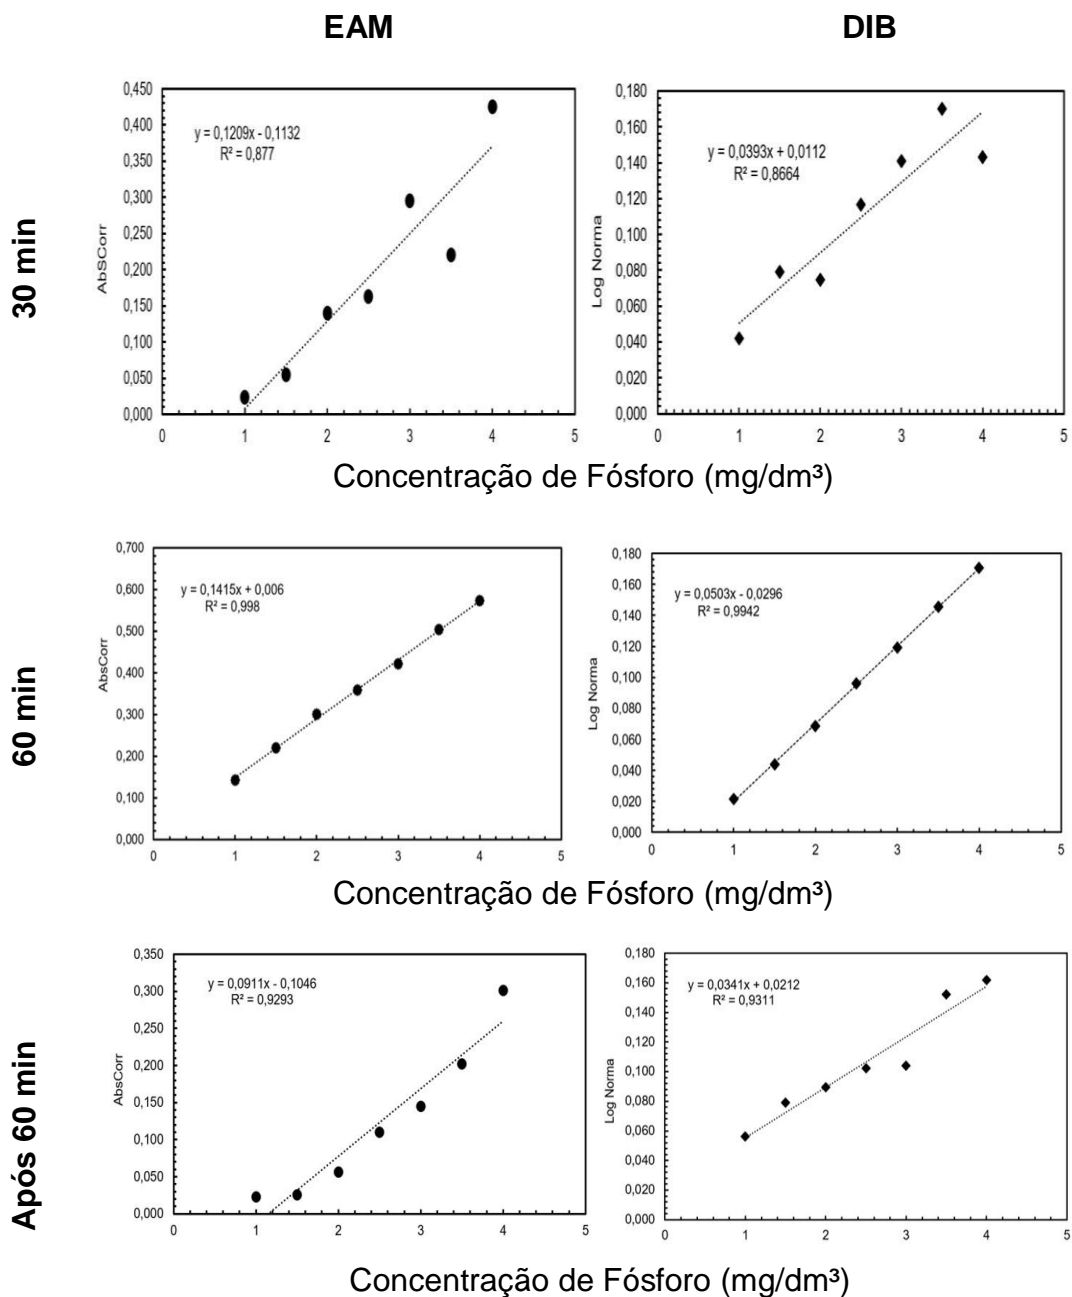 EAM
DIB
30 min
0,450
0,400
0,350
0,300
0,250
0,200
0,150
0,100
0,050
0,000
AbSCorr
y = 0,1209x - 0,1132
R² = 0,877
0 1 2 3 4 5
0,180
0,160
0,140
0,120
0,100
0,080
0,060
0,040
0,020
0,000
Log Norma
y = 0,0393x + 0,0112
R² = 0,8664
0 1 2 3 4 5
Concentração de Fósforo (mg/dm³)
60 min
0,700
0,600
0,500
0,400
0,300
0,200
0,100
0,000
AbsCorr
y = 0,1415x + 0,006
R² = 0,998
0 1 2 3 4 5
0,180
0,160
0,140
0,120
0,100
0,080
0,060
0,040
0,020
0,000
Log Norma
y = 0,0503x - 0,0296
R² = 0,9942
0 1 2 3 4 5
Concentração de Fósforo (mg/dm³)
Após 60 min
0,350
0,300
0,250
0,200
0,150
0,100
0,050
0,000
AbsCorr
y = 0,0911x - 0,1046
R² = 0,9293
0 1 2 3 4 5
0,180
0,160
0,140
0,120
0,100
0,080
0,060
0,040
0,020
0,000
Log Norma
y = 0,0341x + 0,0212
R² = 0,9311
0 1 2 3 4 5
Concentração de Fósforo (mg/dm³)